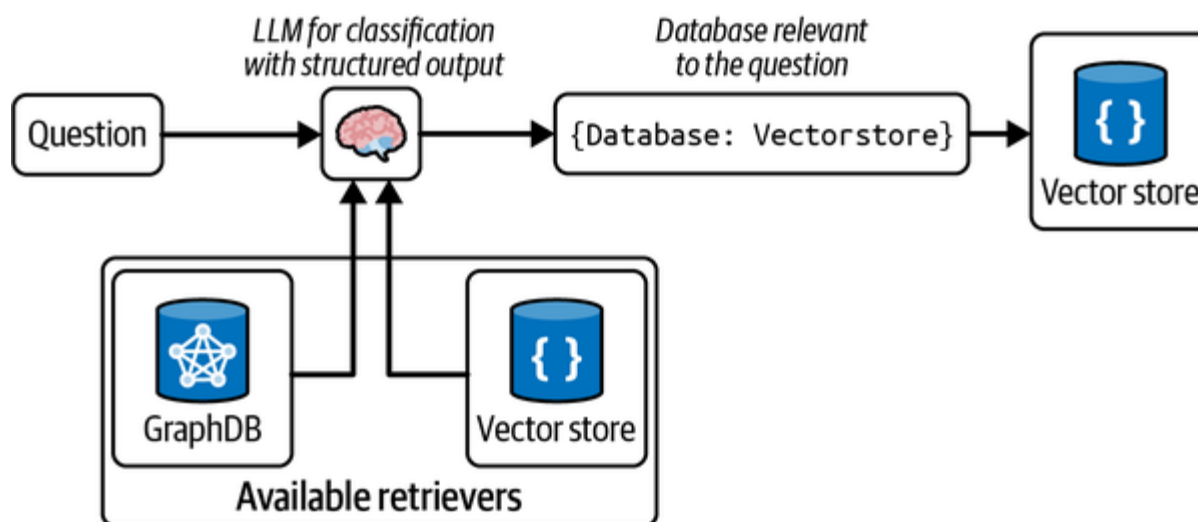 LLM for classification
with structured output
Database relevant
to the question
Question
{Database: Vectorstore}
{ }
Vector store
GraphDB
{ }
Vector store
Available retrievers